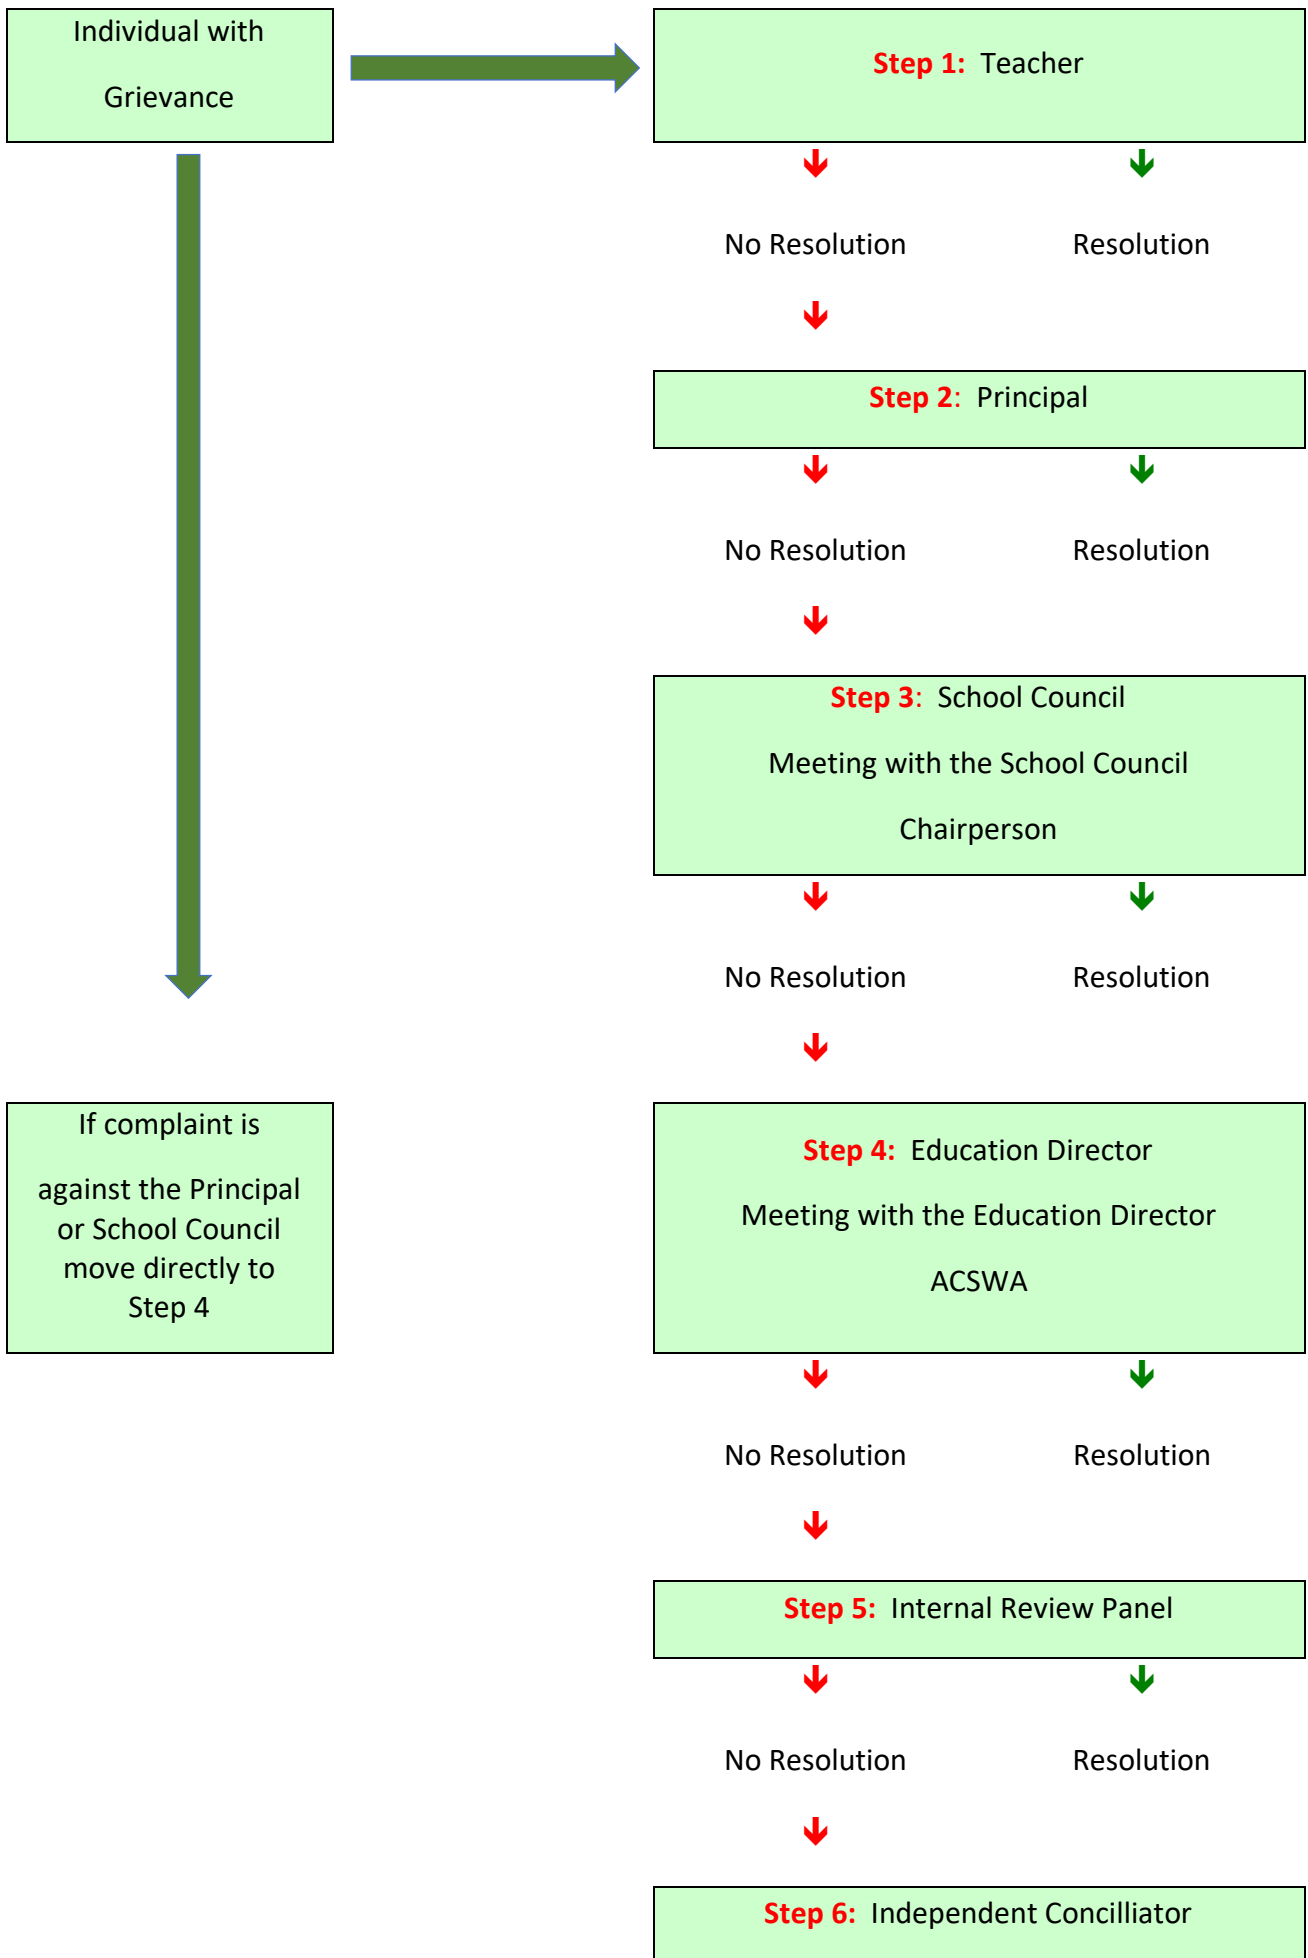 Individual with
Grievance
Step 1: Teacher
No Resolution
Resolution
Step 2: Principal
No Resolution
Resolution
Step 3: School Council
Meeting with the School Council
Chairperson
No Resolution
Resolution
If complaint is
against the Principal
or School Council
move directly to
Step 4
Step 4: Education Director
Meeting with the Education Director
ACSWA
No Resolution
Resolution
Step 5: Internal Review Panel
No Resolution
Resolution
Step 6: Independent Concilliator